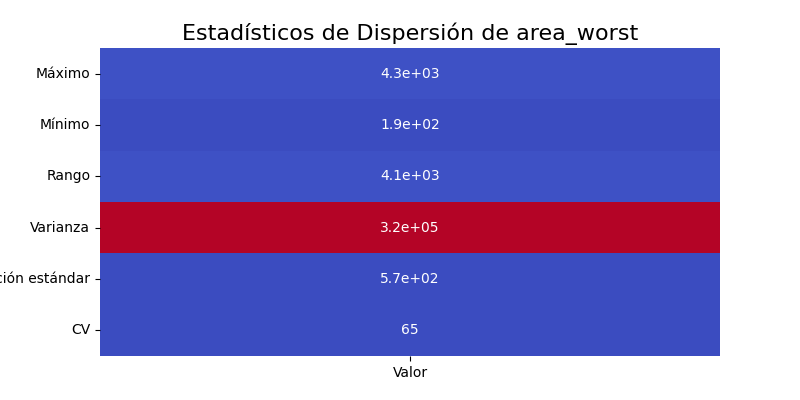 Estadísticos de Dispersión de area_worst
Máximo 4.3e+03
Mínimo 1.9e+02
Rango 4.1e+03
Varianza 3.2e+05
ción estándar 5.7e+02
CV 65
Valor